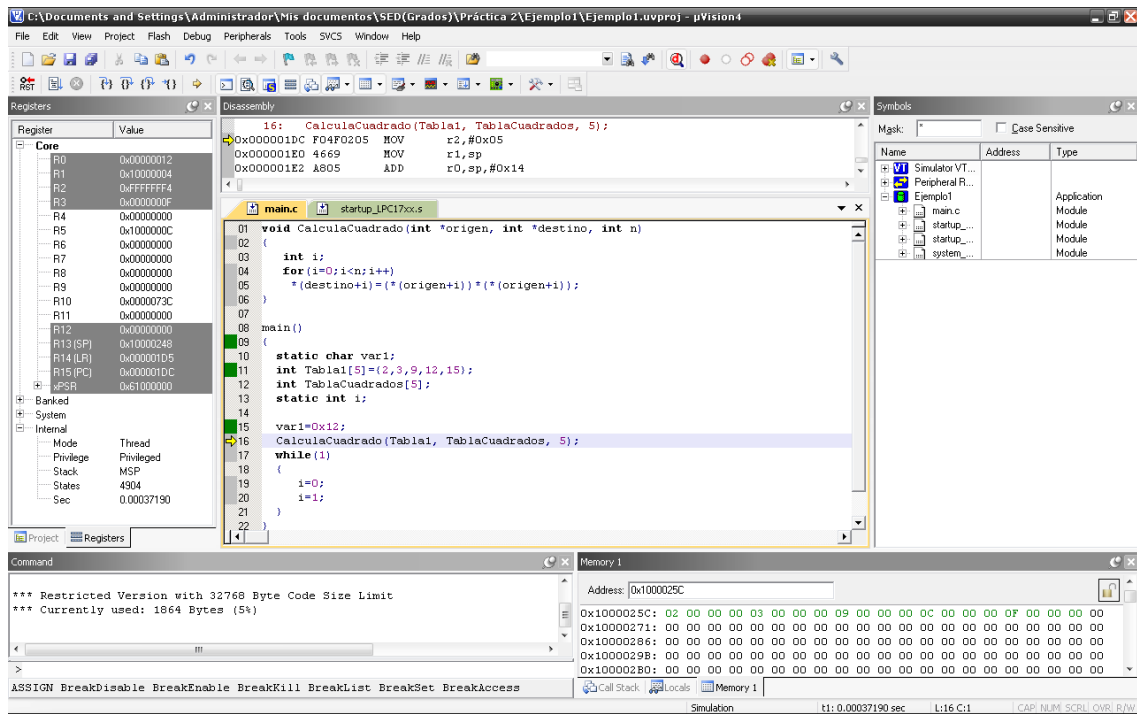 C:\Documents and Settings\Administrador\Mis documentos\SED(Grados)\Práctica 2\Ejemplo1\Ejemplo1.uvproj - µVision4
File Edit View Project Flash Debug Peripherals Tools SVCS Window Help
RST
Registers
Register Value
Core
R0 0x00000012
R1 0x10000004
R2 0xFFFFFFF4
R3 0x0000000F
R4 0x00000000
R5 0x1000000C
R6 0x00000000
R7 0x00000000
R8 0x00000000
R9 0x00000000
R10 0x0000073C
R11 0x00000000
R12 0x00000000
R13 (SP) 0x10000248
R14 (LR) 0x000001D5
R15 (PC) 0x000001DC
xPSR 0x61000000
Banked
System
Internal
Mode Thread
Privilege Privileged
Stack MSP
States 4904
Sec 0.00037190
Project Registers
Disassembly
16: CalculaCuadrado(Tabla1, TablaCuadrados, 5);
0x000001DC F04F0205 MOV r2,#0x05
0x000001E0 4669 MOV r1,sp
0x000001E2 A805 ADD r0,sp,#0x14
main.c startup_LPC17xx.s
01 void CalculaCuadrado(int *origen, int *destino, int n)
02 {
03 int i;
04 for(i=0;i<n;i++)
05 *(destino+i)=(*(origen+i))*(*(origen+i));
06 }
07
08 main()
09 {
10 static char var1;
11 int Tabla1[5]={2,3,9,12,15};
12 int TablaCuadrados[5];
13 static int i;
14
15 var1=0x12;
16 CalculaCuadrado(Tabla1, TablaCuadrados, 5);
17 while(1)
18 {
19 i=0;
20 i=1;
21 }
22 }
Symbols
Mask: * Case Sensitive
Name Address Type
Simulator VT...
Peripheral R...
Ejemplo1 Application
main.c Module
startup_... Module
startup_... Module
system_... Module
Command
*** Restricted Version with 32768 Byte Code Size Limit
*** Currently used: 1864 Bytes (5%)
>
ASSIGN BreakDisable BreakEnable BreakKill BreakList BreakSet BreakAccess
Memory 1
Address: 0x1000025C
0x1000025C: 02 00 00 00 03 00 00 00 09 00 00 00 0C 00 00 00 0F 00 00 00 00
0x10000271: 00 00 00 00 00 00 00 00 00 00 00 00 00 00 00 00 00 00 00 00 00
0x10000286: 00 00 00 00 00 00 00 00 00 00 00 00 00 00 00 00 00 00 00 00 00
0x1000029B: 00 00 00 00 00 00 00 00 00 00 00 00 00 00 00 00 00 00 00 00 00
0x100002B0: 00 00 00 00 00 00 00 00 00 00 00 00 00 00 00 00 00 00 00 00 00
Call Stack Locals Memory 1
Simulation t1: 0.00037190 sec L:16 C:1 CAP NUM SCRL OVR R/W